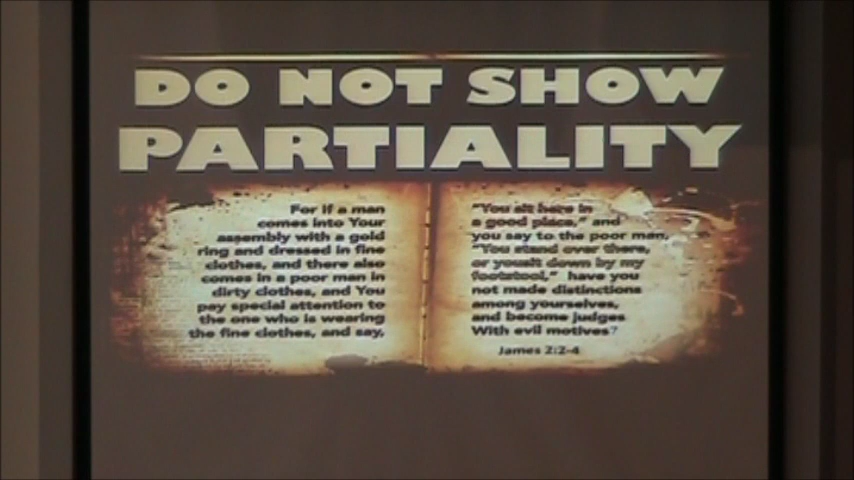 DO NOT SHOW
PARTIALITY
For if a man
comes into Your
assembly with a gold
ring and dressed in fine
clothes, and there also
comes in a poor man in
dirty clothes, and You
pay special attention to
the one who is wearing
the fine clothes, and say,
"You sit here in
a good place," and
you say to the poor man,
"You stand over there,
or yousit down by my
footstool," have you
not made distinctions
among yourselves,
and become judges
With evil motives?
James 2:2-4